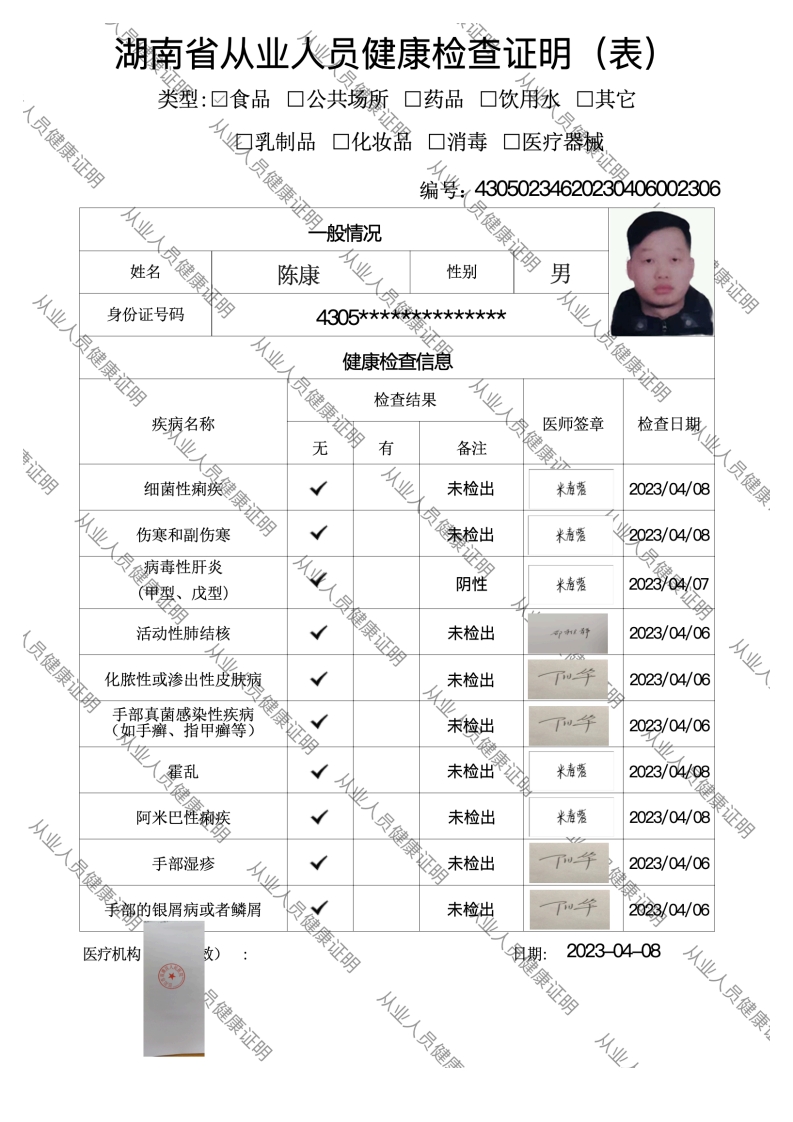 湖南省从业人员健康检查证明（表）
类型:☑食品 □公共场所 □药品 □饮用水 □其它
□乳制品 □化妆品 □消毒 □医疗器械
编号：43050234620230406002306
一般情况
姓名 陈康 性别 男
身份证号码 4305**************
健康检查信息
疾病名称 检查结果 医师签章 检查日期
无 有 备注
细菌性痢疾 ✔ 未检出 2023/04/08
伤寒和副伤寒 ✔ 未检出 2023/04/08
病毒性肝炎
(甲型、戊型) ✔ 阴性 2023/04/07
活动性肺结核 ✔ 未检出 2023/04/06
化脓性或渗出性皮肤病 ✔ 未检出 2023/04/06
手部真菌感染性疾病
（如手癣、指甲癣等） ✔ 未检出 2023/04/06
霍乱 ✔ 未检出 2023/04/08
阿米巴性痢疾 ✔ 未检出 2023/04/08
手部湿疹 ✔ 未检出 2023/04/06
手部的银屑病或者鳞屑 ✔ 未检出 2023/04/06
医疗机构 效） : 日期: 2023-04-08
从业人员健康证明